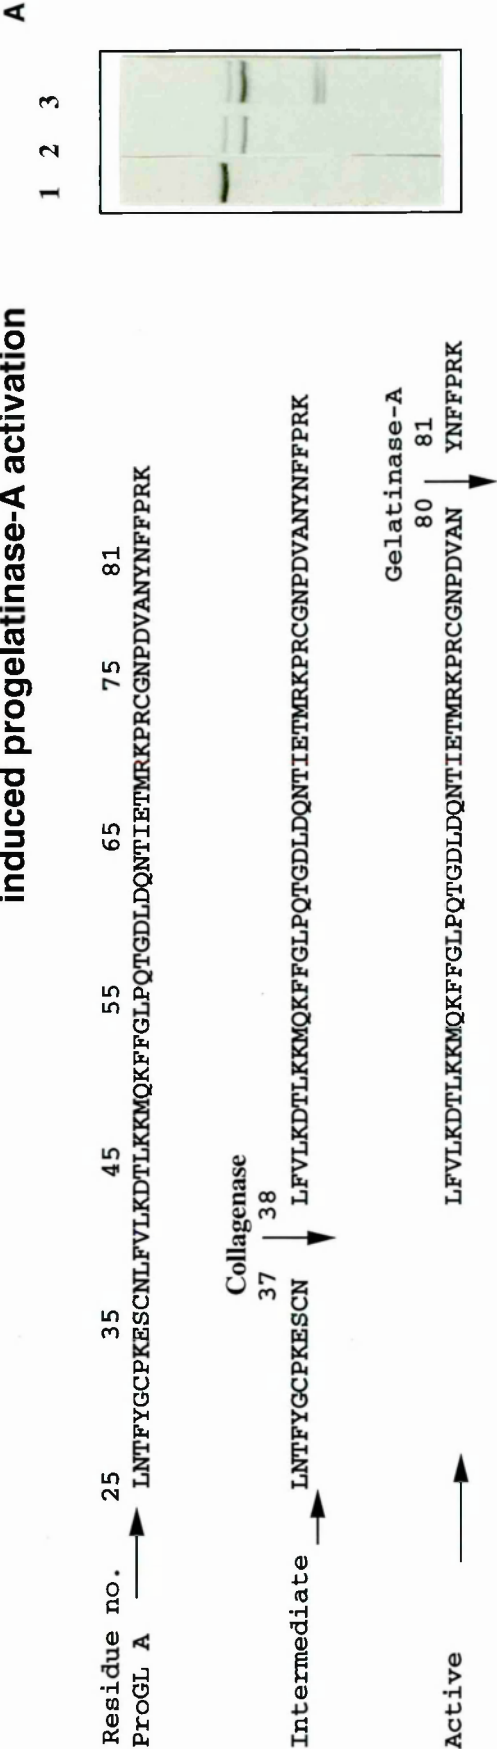 induced progelatinase-A activation
A
1 2 3
Residue no. 25 35 45 55 65 75 81
ProGL A LNTFYGCPKESCNLFVLKDTLKKMQKFFGLPQTGDLDQNTIETMRKPRCGNPDVANYNFFPRK
Collagenase
37 38
Intermediate LNTFYGCPKESCN LFVLKDTLKKMQKFFGLPQTGDLDQNTIETMRKPRCGNPDVANYNFFPRK
Gelatinase-A
80 81
Active LFVLKDTLKKMQKFFGLPQTGDLDQNTIETMRKPRCGNPDVAN YNFFPRK